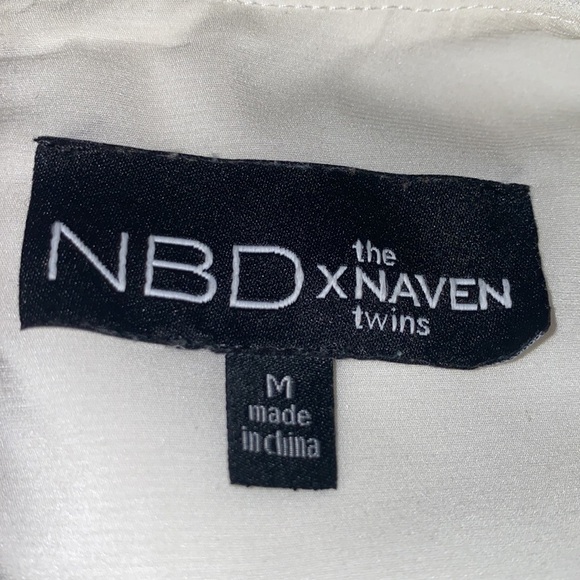 NBD x the NAVEN twins
M
made
in china